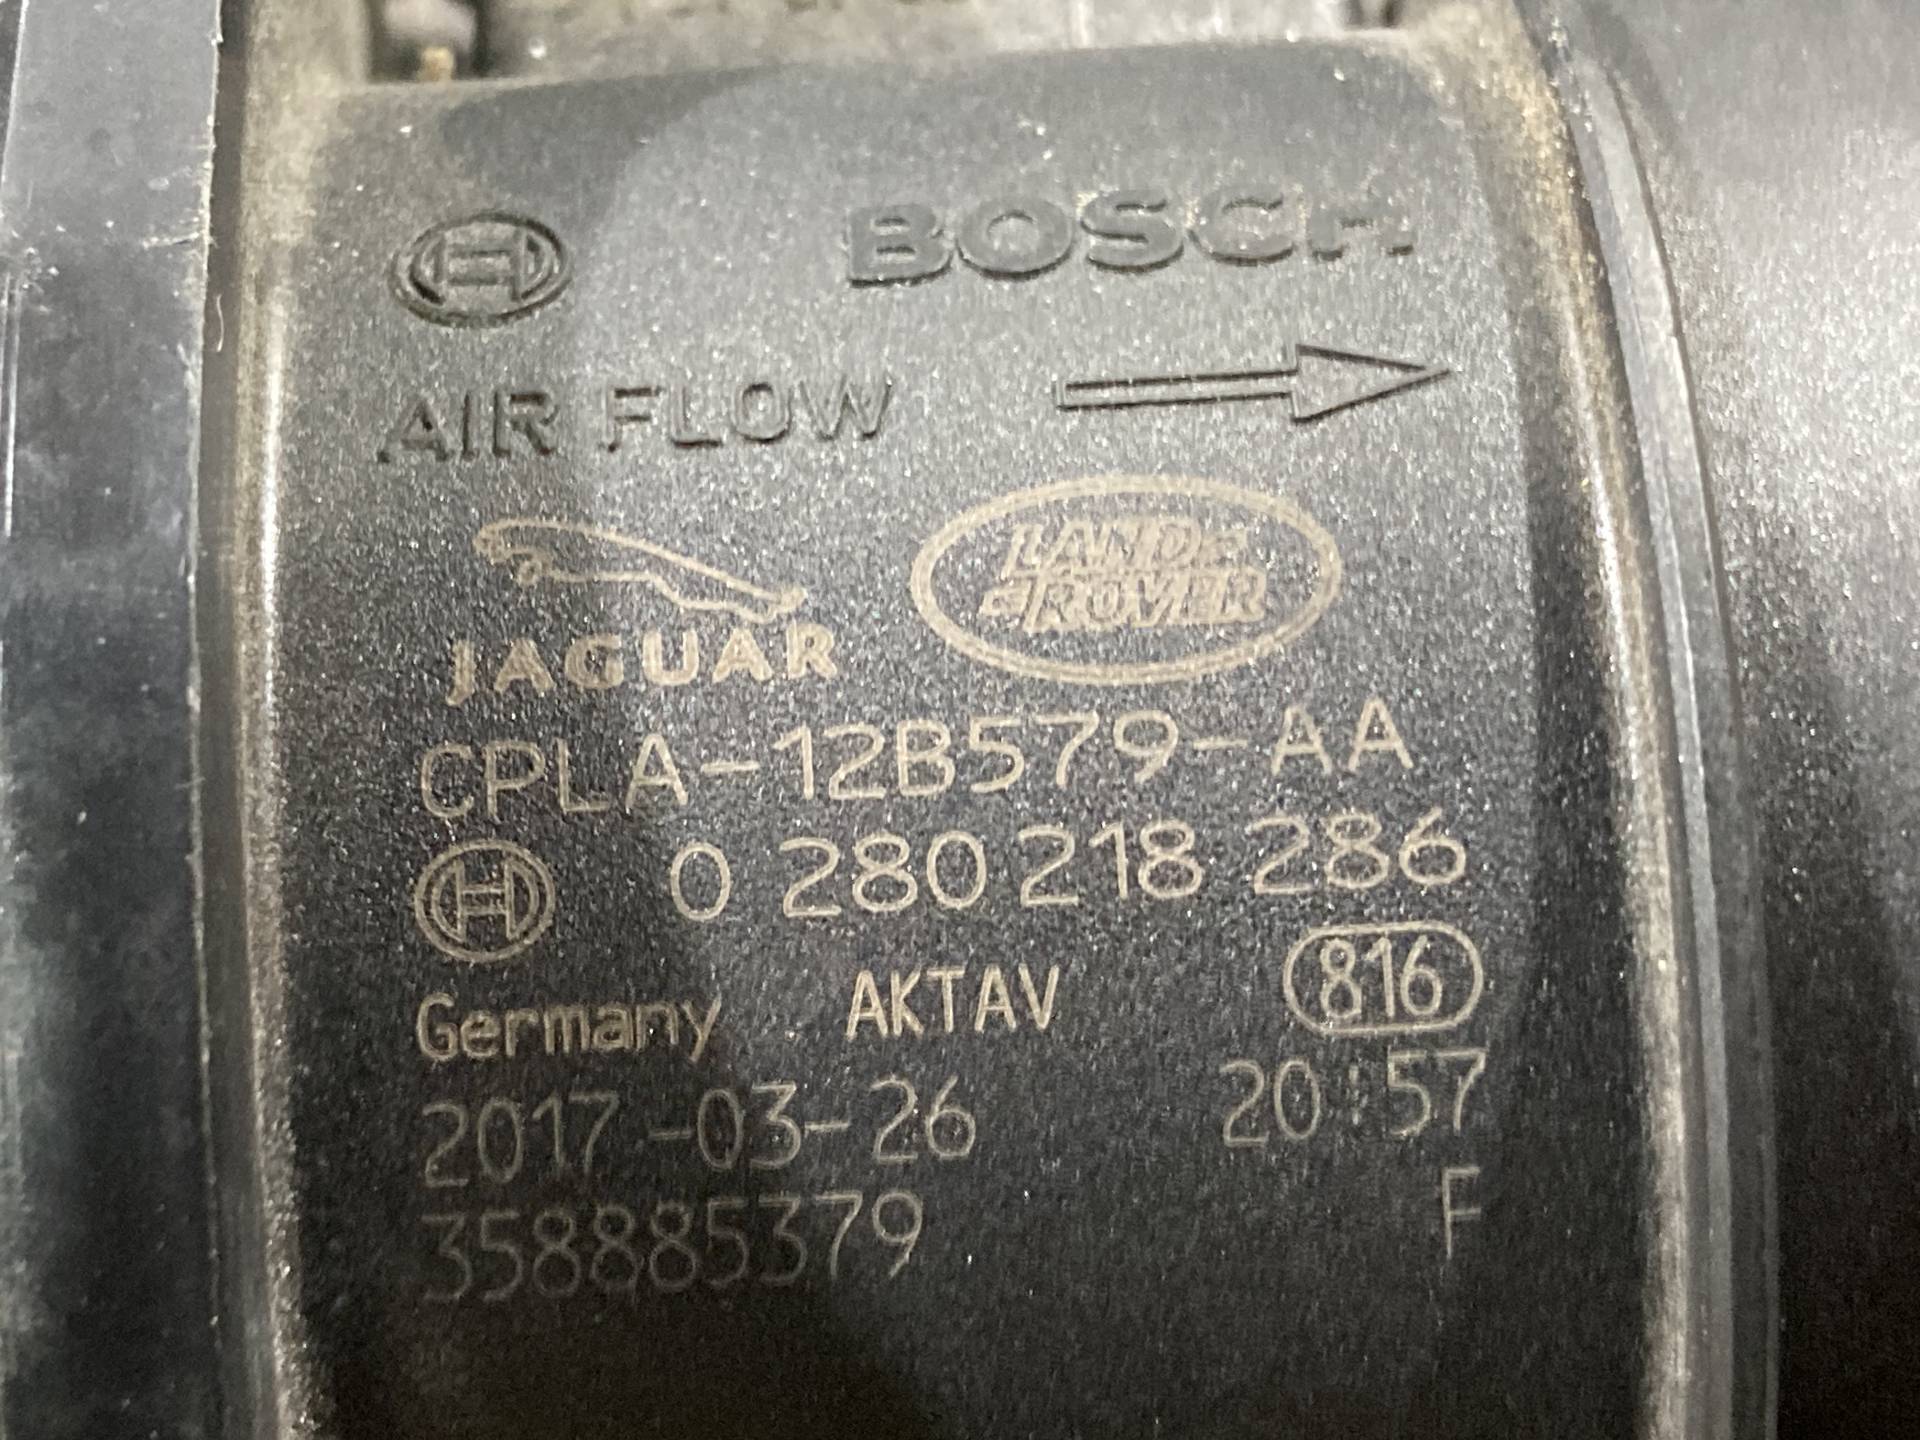 BOSCH
AIR FLOW
LAND
ROVER
JAGUAR
CPLA-12B579-AA
0 280 218 286
Germany AKTAV 816
2017-03-26 20:57
358885379 F